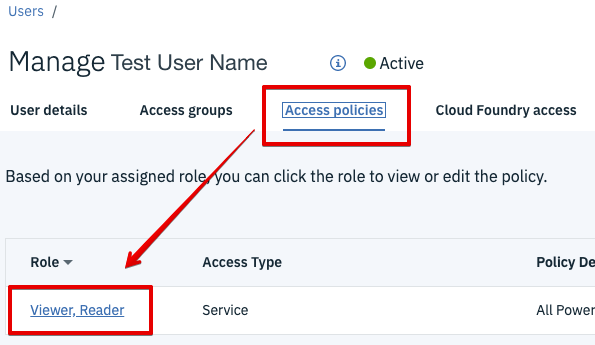 Users /
Manage Test User Name Active
User details Access groups Access policies Cloud Foundry access
Based on your assigned role, you can click the role to view or edit the policy.
Role Access Type Policy De
Viewer, Reader Service All Power